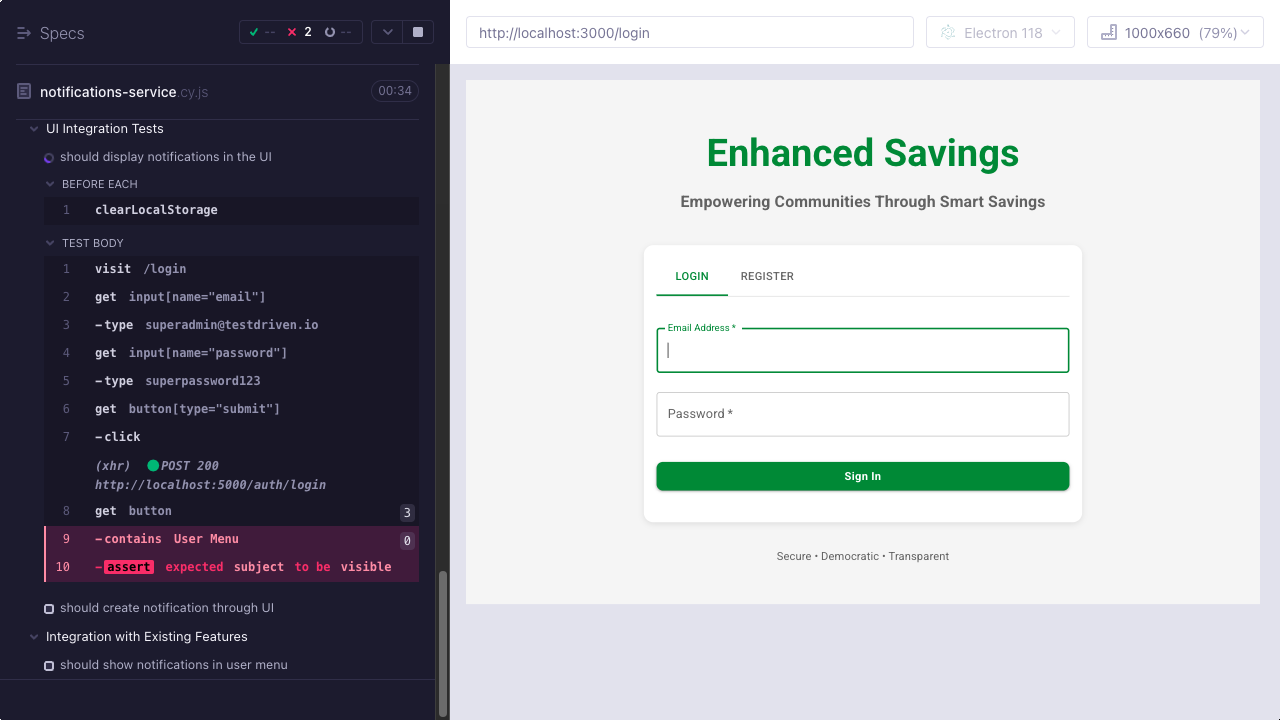 Specs
-- 2 --
notifications-service.cy.js 00:34
UI Integration Tests
should display notifications in the UI
BEFORE EACH
1 clearLocalStorage
TEST BODY
1 visit /login
2 get input[name="email"]
3 -type superadmin@testdriven.io
4 get input[name="password"]
5 -type superpassword123
6 get button[type="submit"]
7 -click
(xhr) POST 200
http://localhost:5000/auth/login
8 get button 3
9 -contains User Menu 0
10 -assert expected subject to be visible
should create notification through UI
Integration with Existing Features
should show notifications in user menu
http://localhost:3000/login
Electron 118
1000x660 (79%)
Enhanced Savings
Empowering Communities Through Smart Savings
LOGIN REGISTER
Email Address *
Password *
Sign In
Secure • Democratic • Transparent